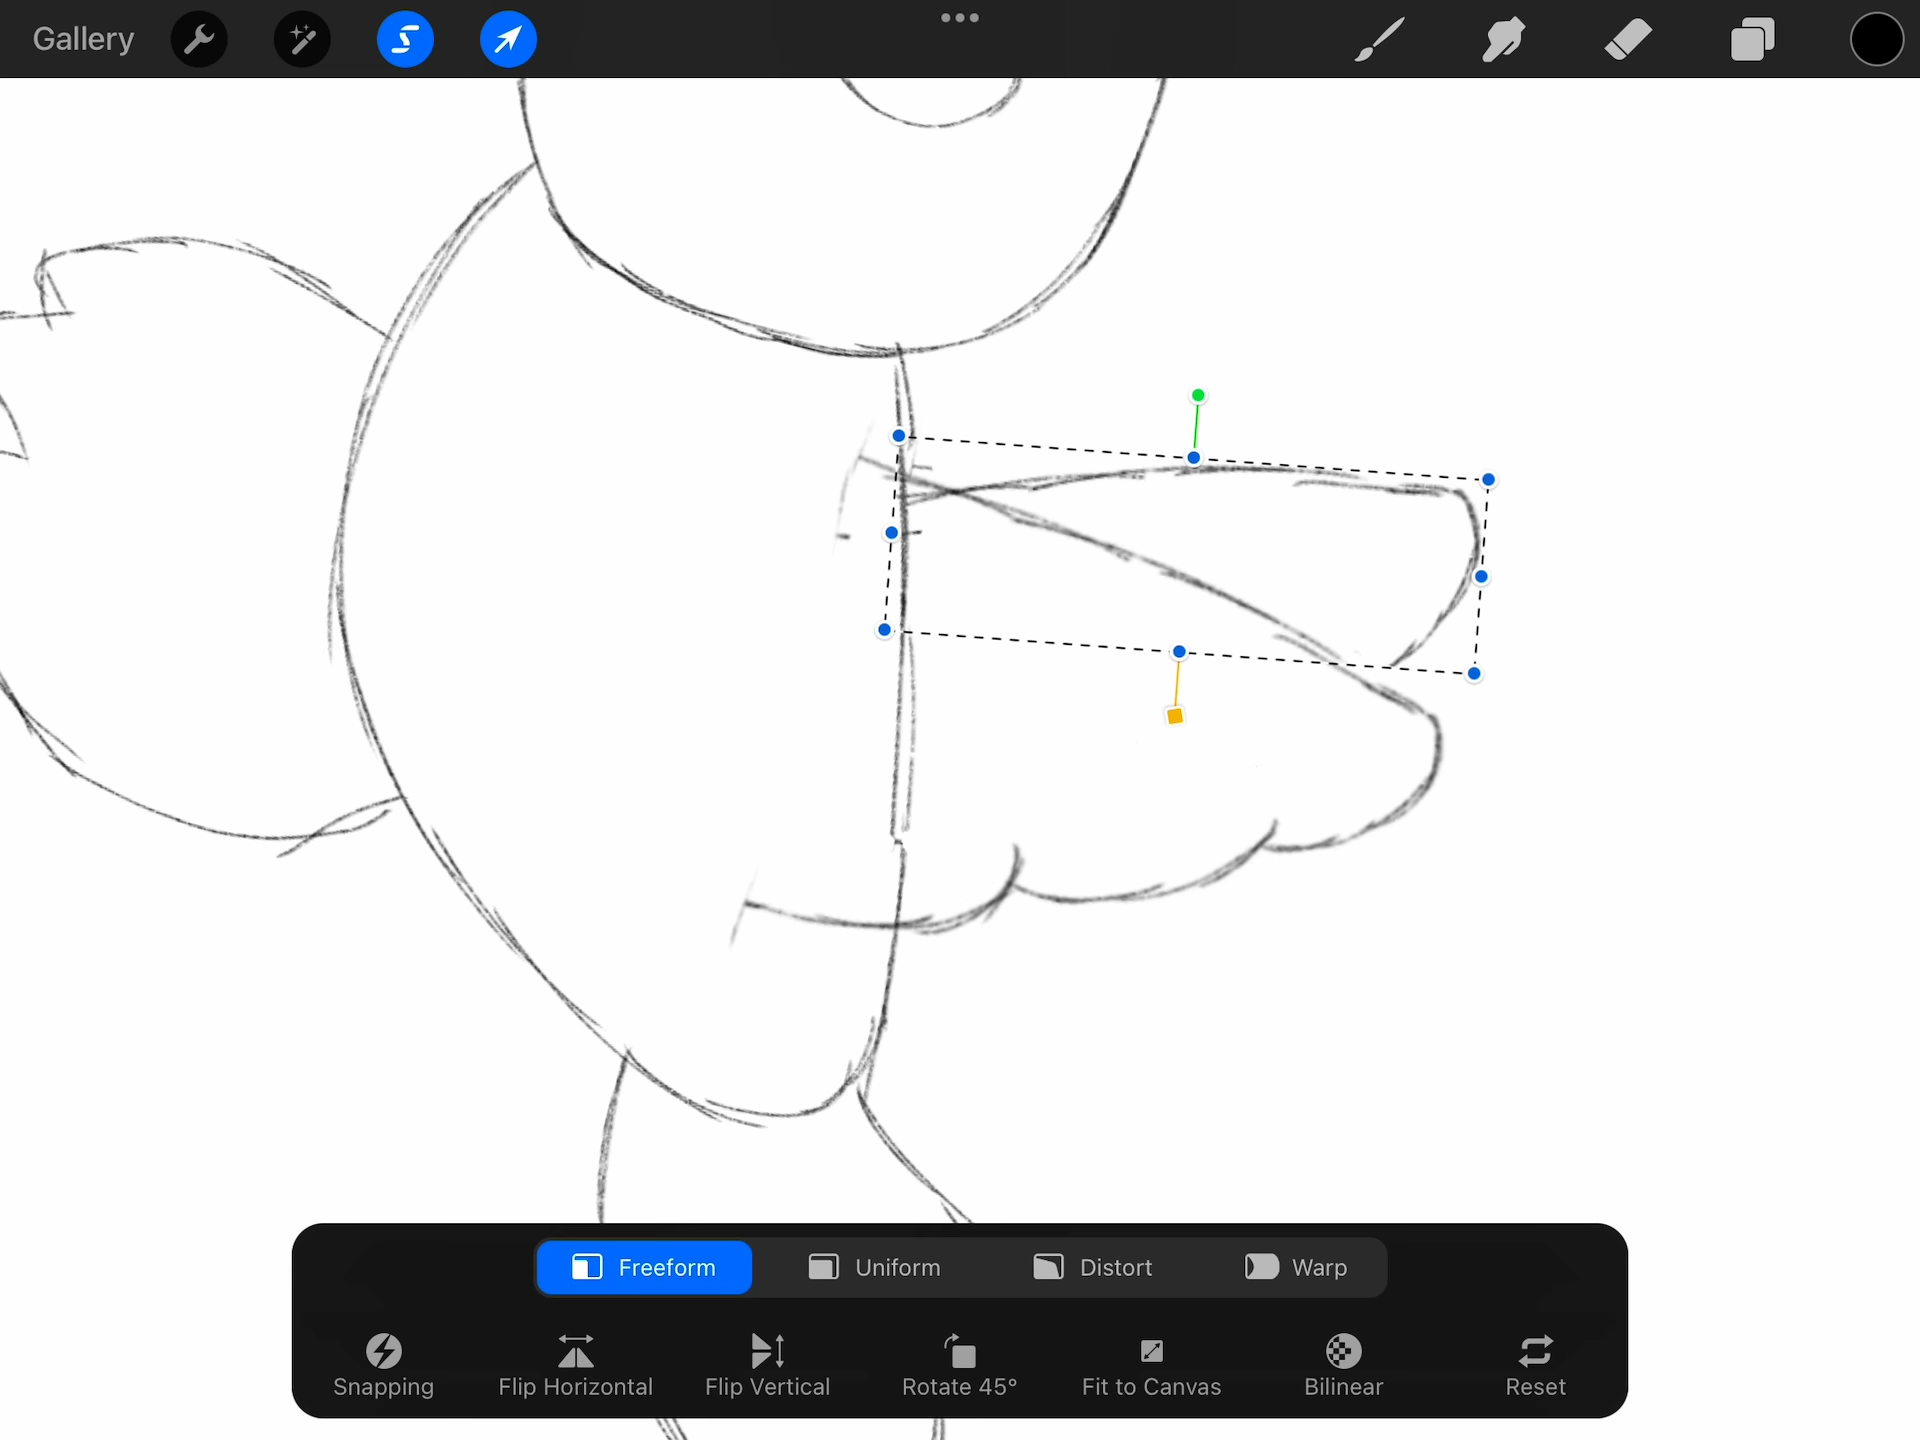 Gallery
Freeform Uniform Distort Warp
Snapping Flip Horizontal Flip Vertical Rotate 45° Fit to Canvas Bilinear Reset